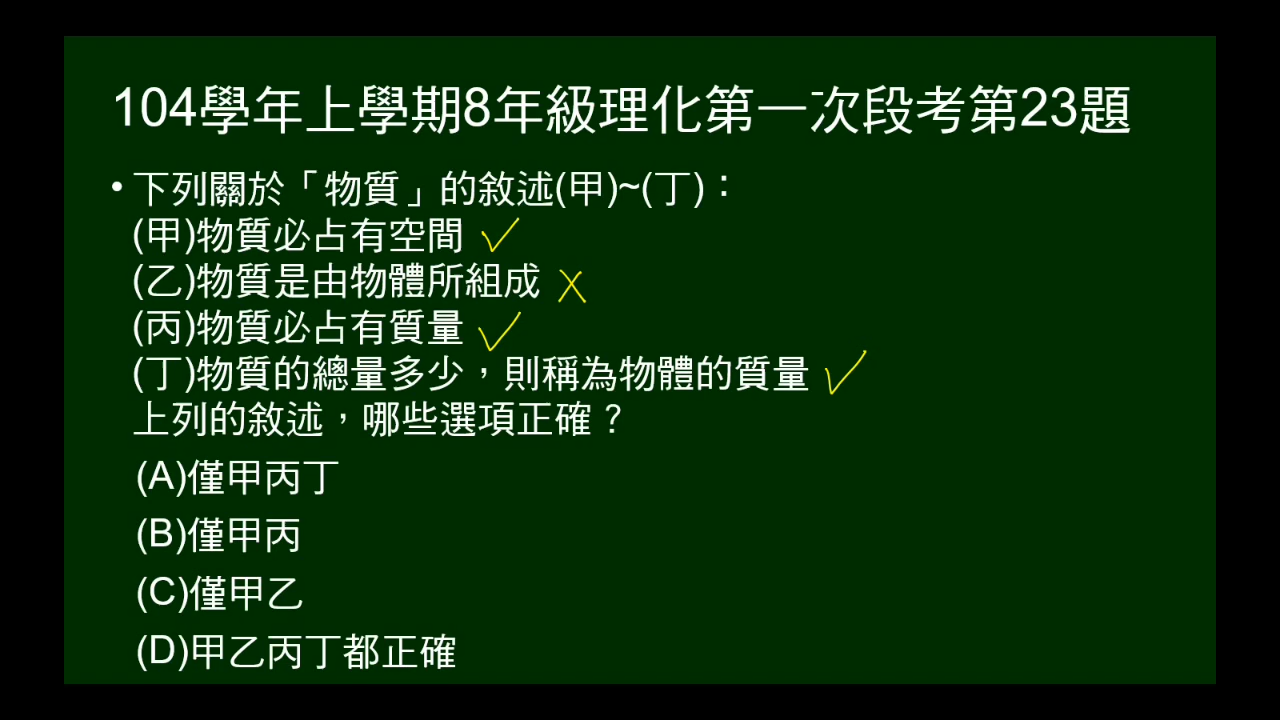 104學年上學期8年級理化第一次段考第23題
• 下列關於「物質」的敘述(甲)~(丁)：
(甲)物質必占有空間 ✓
(乙)物質是由物體所組成 X
(丙)物質必占有質量 ✓
(丁)物質的總量多少，則稱為物體的質量 ✓
上列的敘述，哪些選項正確？
(A)僅甲丙丁
(B)僅甲丙
(C)僅甲乙
(D)甲乙丙丁都正確